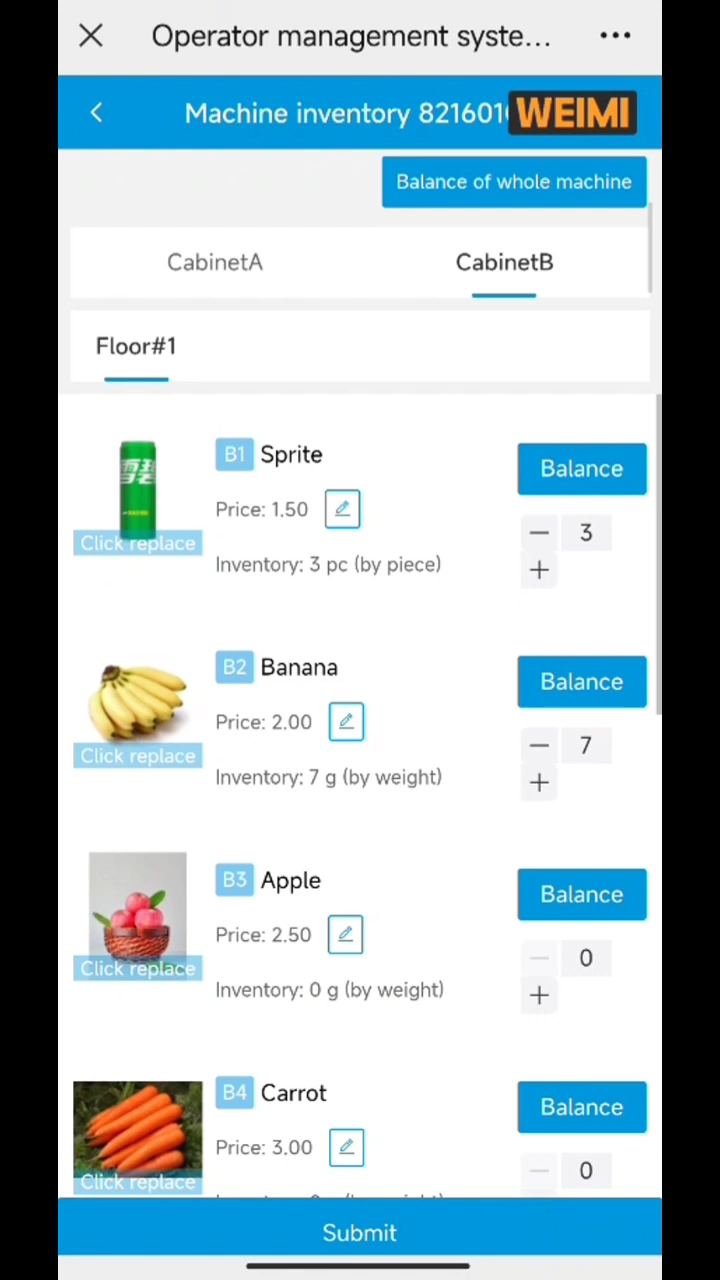 Operator management syste...
Machine inventory 821601
WEIMI
Balance of whole machine
CabinetA
CabinetB
Floor#1
雪碧
Click replace
B1 Sprite
Price: 1.50
Inventory: 3 pc (by piece)
Balance
3
Click replace
B2 Banana
Price: 2.00
Inventory: 7 g (by weight)
Balance
7
Click replace
B3 Apple
Price: 2.50
Inventory: 0 g (by weight)
Balance
0
Click replace
B4 Carrot
Price: 3.00
Balance
0
Submit